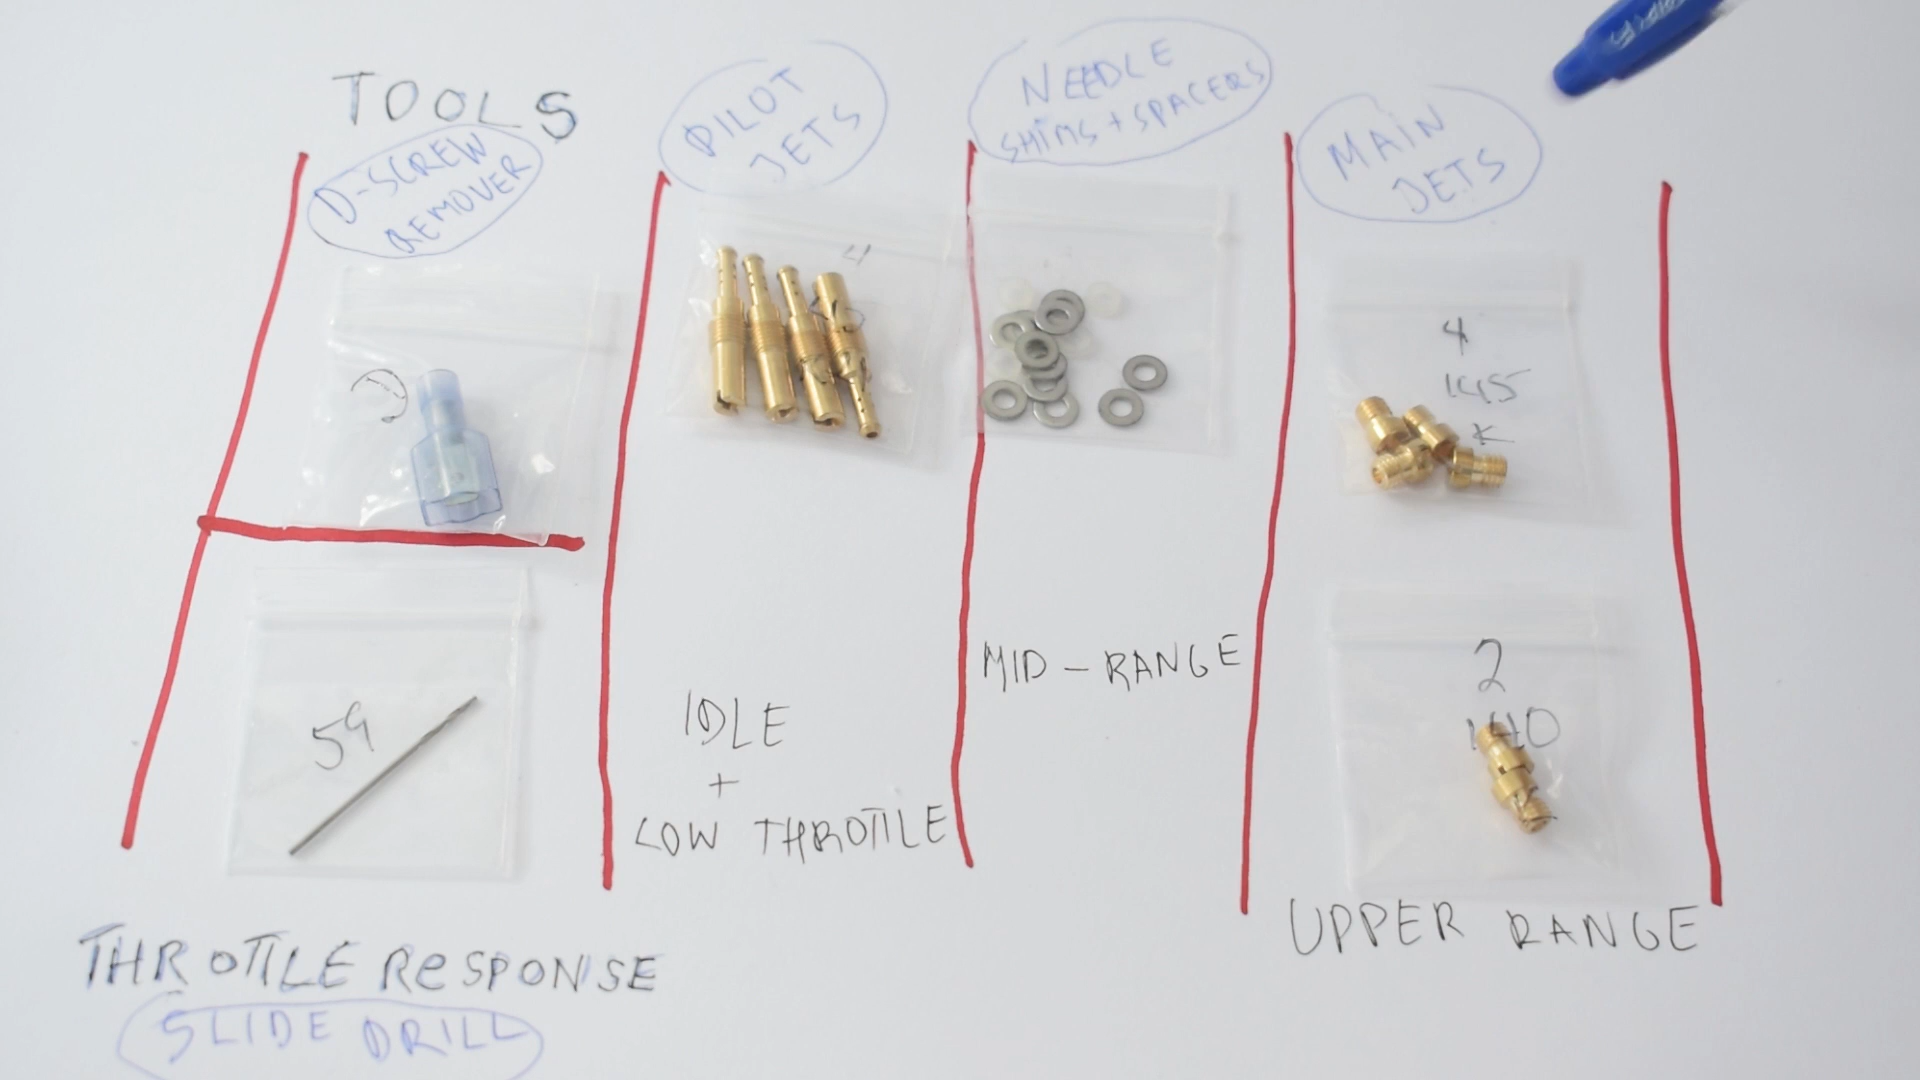 TOOLS
D-SCREW
REMOVER
D
59
THROTTLE RESPONSE
SLIDE DRILL
PILOT
JETS
4
IDLE
+
LOW THROTTLE
NEEDLE
SHIMS + SPACERS
MID-RANGE
MAIN
JETS
4
145
K
2
140
UPPER RANGE